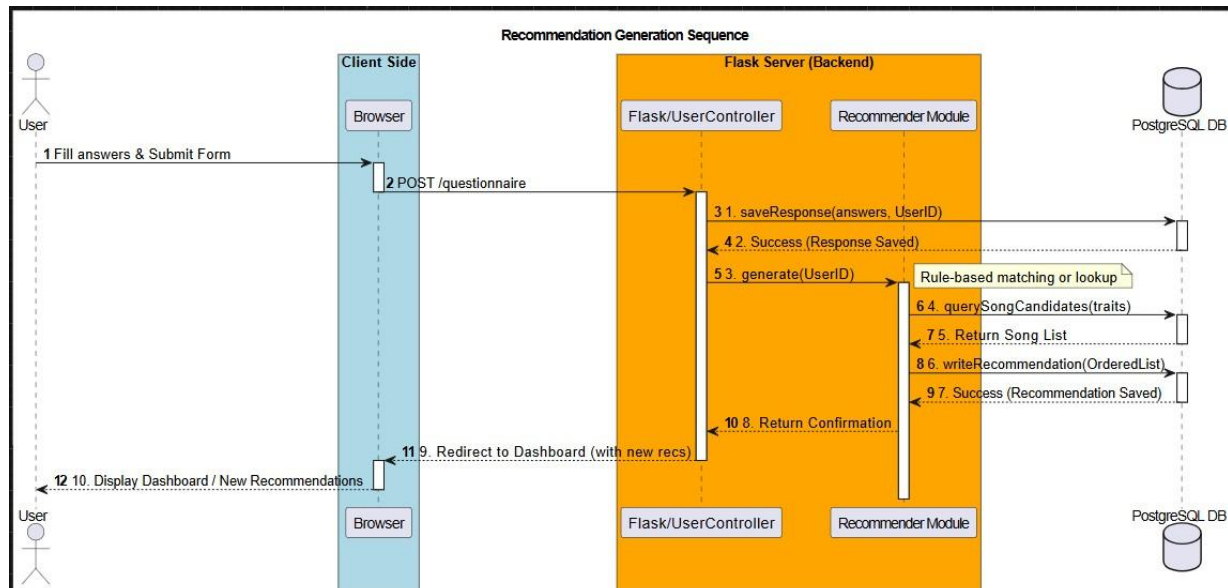 Recommendation Generation Sequence
Client Side
Flask Server (Backend)
User
Browser
Flask/UserController
Recommender Module
PostgreSQL DB
1 Fill answers & Submit Form
2 POST /questionnaire
3 1. saveResponse(answers, UserID)
4 2. Success (Response Saved)
5 3. generate(UserID)
Rule-based matching or lookup
6 4. querySongCandidates(traits)
7 5. Return Song List
8 6. writeRecommendation(OrderedList)
9 7. Success (Recommendation Saved)
10 8. Return Confirmation
11 9. Redirect to Dashboard (with new recs)
12 10. Display Dashboard / New Recommendations
User
Browser
Flask/UserController
Recommender Module
PostgreSQL DB